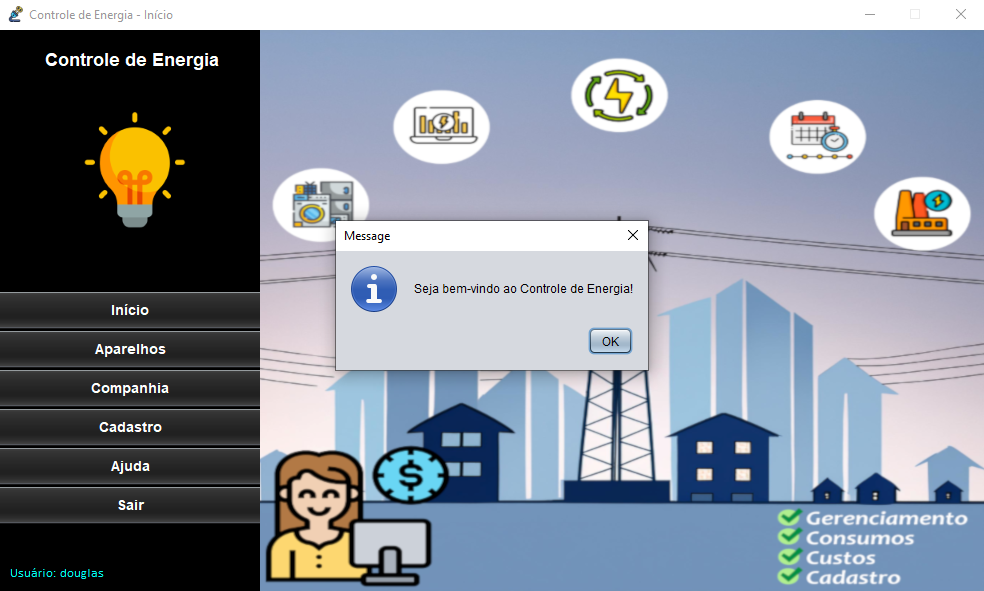 Controle de Energia - Início
Controle de Energia
Message
Seja bem-vindo ao Controle de Energia!
OK
Início
Aparelhos
Companhia
Cadastro
Ajuda
Sair
Usuário: douglas
Gerenciamento
Consumos
Custos
Cadastro